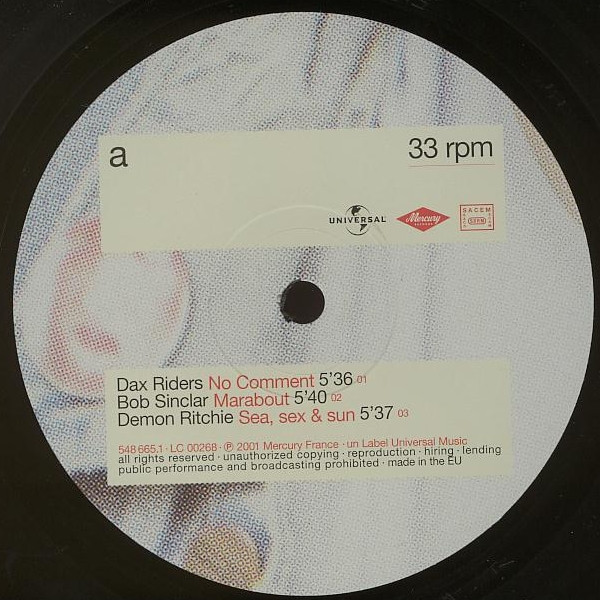 a
33 rpm
UNIVERSAL
Mercury
RECORDS
SACEM
Dax Riders No Comment 5'36 01
Bob Sinclar Marabout 5'40 02
Demon Ritchie Sea, sex & sun 5'37 03
548 665.1 · LC 00268 · ℗ 2001 Mercury France · un Label Universal Music
all rights reserved · unauthorized copying · reproduction · hiring · lending
public performance and broadcasting prohibited · made in the EU